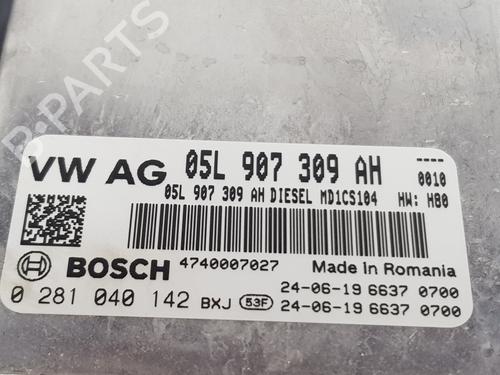 B-PARTS
VW AG 05L 907 309 AH ----
0010
05L 907 309 AH DIESEL MD1CS104 HW: H80
BOSCH 4740007027 Made in Romania
0 281 040 142 BXJ 53F 24-06-19 6637 0700
24-06-19 6637 0700